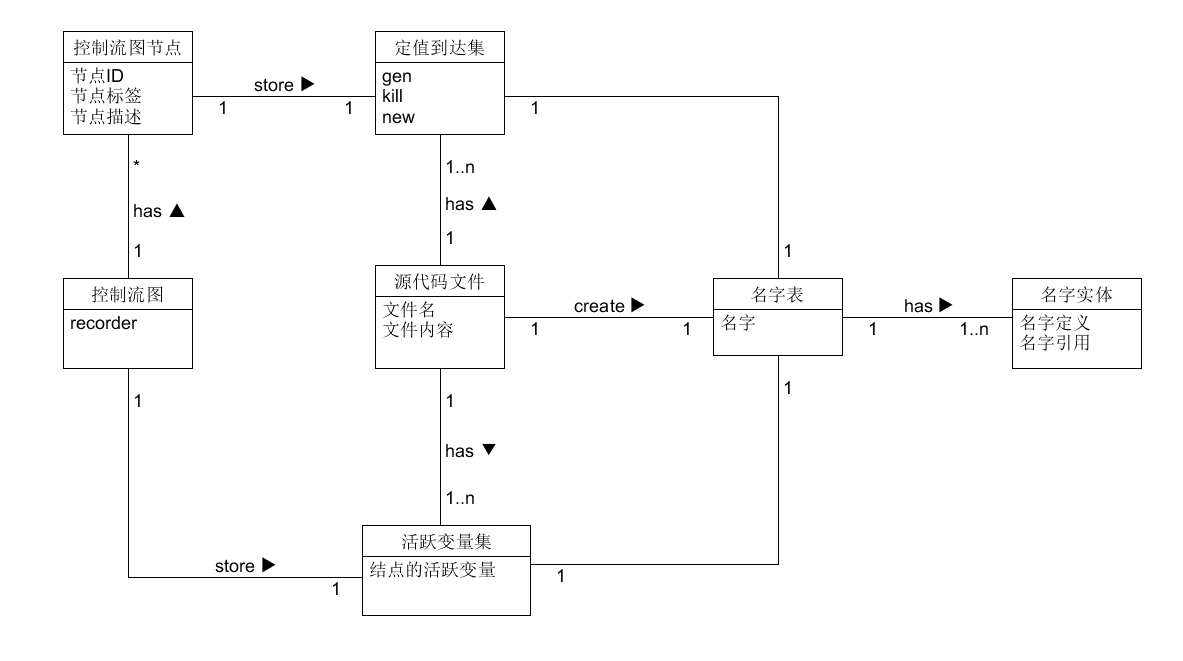 控制流图节点
节点ID
节点标签
节点描述
store ▶
1
1
定值到达集
gen
kill
new
1
*
has ▲
1
1..n
has ▲
1
1
控制流图
recorder
源代码文件
文件名
文件内容
create ▶
1
1
名字表
名字
has ▶
1
1..n
名字实体
名字定义
名字引用
1
1
has ▼
1..n
1
store ▶
1
活跃变量集
结点的活跃变量
1